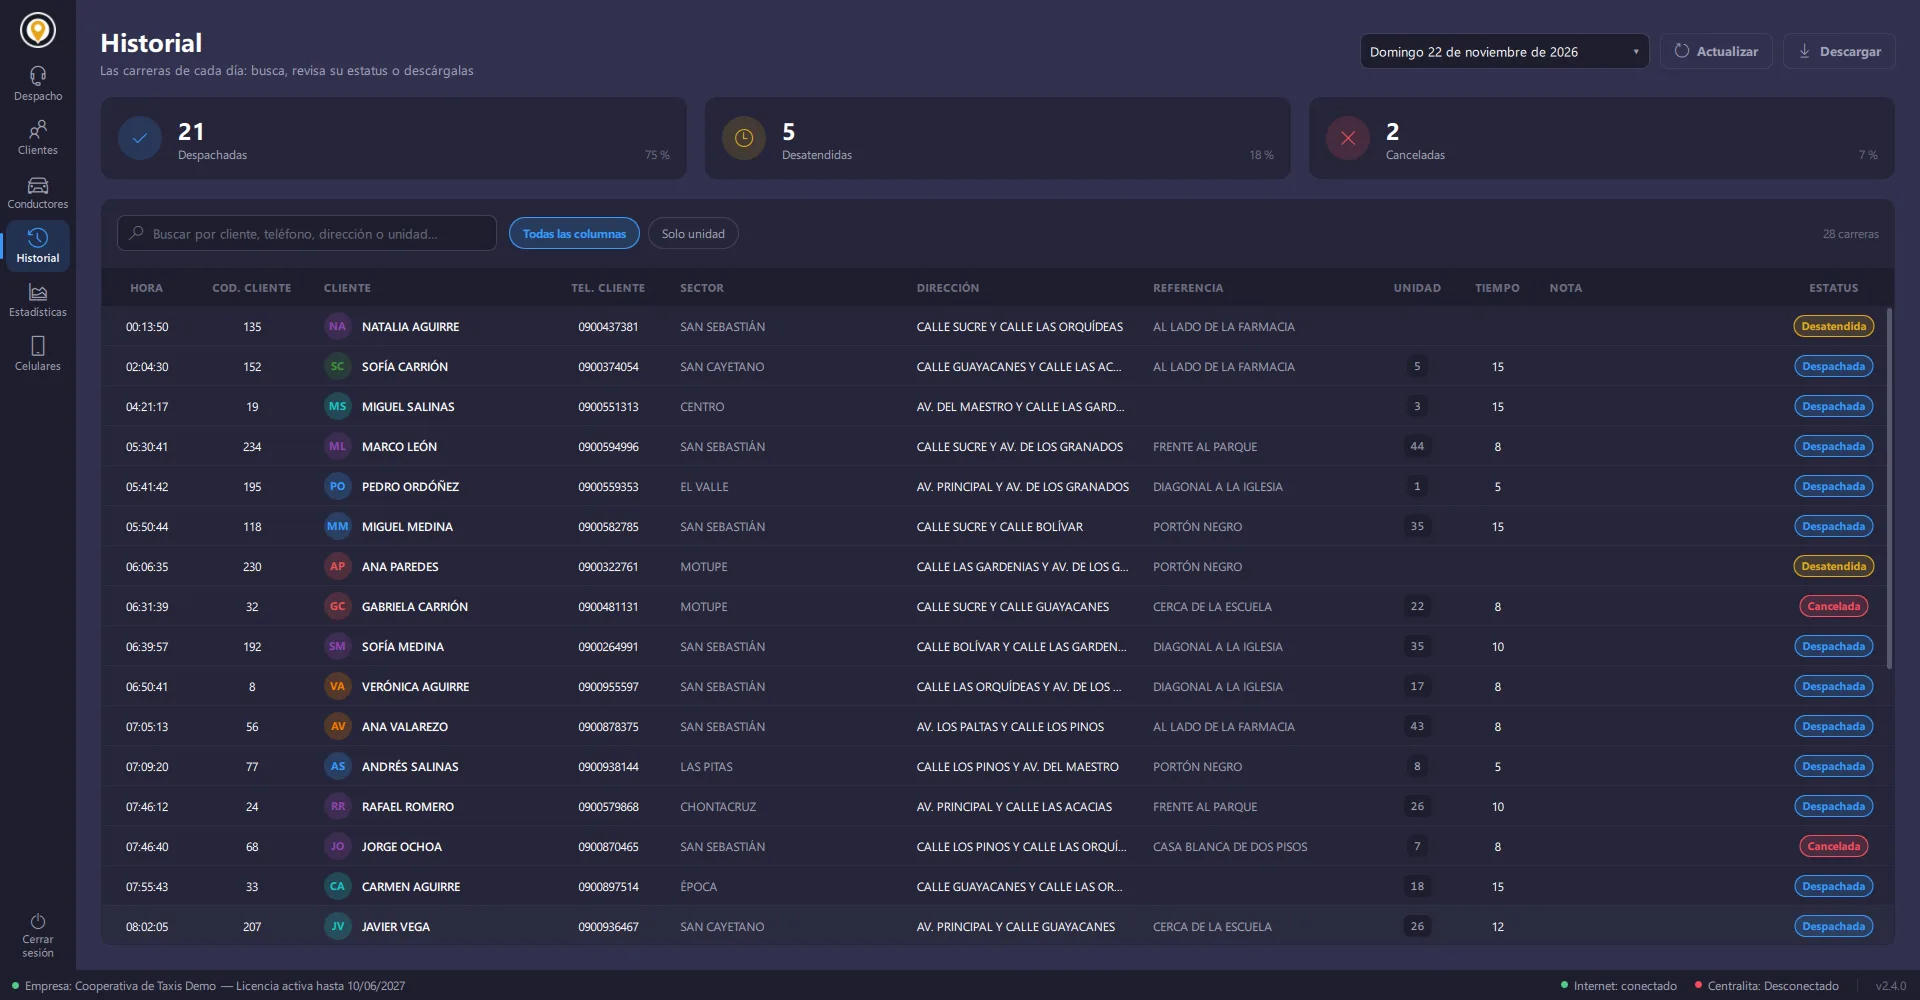 Historial
Las carreras de cada día: busca, revisa su estatus o descárgalas
Domingo 22 de noviembre de 2026
Actualizar
Descargar
Despacho
Clientes
Conductores
Historial
Estadísticas
Celulares
Cerrar
sesión
21
Despachadas
75 %
5
Desatendidas
18 %
2
Canceladas
7 %
Buscar por cliente, teléfono, dirección o unidad...
Todas las columnas
Solo unidad
28 carreras
HORA COD. CLIENTE CLIENTE TEL. CLIENTE SECTOR DIRECCIÓN REFERENCIA UNIDAD TIEMPO NOTA ESTATUS
00:13:50 135 NA NATALIA AGUIRRE 0900437381 SAN SEBASTIÁN CALLE SUCRE Y CALLE LAS ORQUÍDEAS AL LADO DE LA FARMACIA Desatendida
02:04:30 152 SC SOFÍA CARRIÓN 0900374054 SAN CAYETANO CALLE GUAYACANES Y CALLE LAS AC... AL LADO DE LA FARMACIA 5 15 Despachada
04:21:17 19 MS MIGUEL SALINAS 0900551313 CENTRO AV. DEL MAESTRO Y CALLE LAS GARD... 3 15 Despachada
05:30:41 234 ML MARCO LEÓN 0900594996 SAN SEBASTIÁN CALLE SUCRE Y AV. DE LOS GRANADOS FRENTE AL PARQUE 44 8 Despachada
05:41:42 195 PO PEDRO ORDÓÑEZ 0900559353 EL VALLE AV. PRINCIPAL Y AV. DE LOS GRANADOS DIAGONAL A LA IGLESIA 1 5 Despachada
05:50:44 118 MM MIGUEL MEDINA 0900582785 SAN SEBASTIÁN CALLE SUCRE Y CALLE BOLÍVAR PORTÓN NEGRO 35 15 Despachada
06:06:35 230 AP ANA PAREDES 0900322761 MOTUPE CALLE LAS GARDENIAS Y AV. DE LOS G... PORTÓN NEGRO Desatendida
06:31:39 32 GC GABRIELA CARRIÓN 0900481131 MOTUPE CALLE SUCRE Y CALLE GUAYACANES CERCA DE LA ESCUELA 22 8 Cancelada
06:39:57 192 SM SOFÍA MEDINA 0900264991 SAN SEBASTIÁN CALLE BOLÍVAR Y CALLE LAS GARDEN... DIAGONAL A LA IGLESIA 35 10 Despachada
06:50:41 8 VA VERÓNICA AGUIRRE 0900955597 SAN SEBASTIÁN CALLE LAS ORQUÍDEAS Y AV. DE LOS ... DIAGONAL A LA IGLESIA 17 8 Despachada
07:05:13 56 AV ANA VALAREZO 0900878375 SAN SEBASTIÁN AV. LOS PALTAS Y CALLE LOS PINOS AL LADO DE LA FARMACIA 43 8 Despachada
07:09:20 77 AS ANDRÉS SALINAS 0900938144 LAS PITAS CALLE LOS PINOS Y AV. DEL MAESTRO PORTÓN NEGRO 8 5 Despachada
07:46:12 24 RR RAFAEL ROMERO 0900579868 CHONTACRUZ AV. PRINCIPAL Y CALLE LAS ACACIAS FRENTE AL PARQUE 26 10 Despachada
07:46:40 68 JO JORGE OCHOA 0900870465 SAN SEBASTIÁN CALLE LOS PINOS Y CALLE LAS ORQUÍ... CASA BLANCA DE DOS PISOS 7 8 Cancelada
07:55:43 33 CA CARMEN AGUIRRE 0900897514 ÉPOCA CALLE GUAYACANES Y CALLE LAS OR... 18 15 Despachada
08:02:05 207 JV JAVIER VEGA 0900936467 SAN CAYETANO AV. PRINCIPAL Y CALLE GUAYACANES CERCA DE LA ESCUELA 26 12 Despachada
Empresa: Cooperativa de Taxis Demo — Licencia activa hasta 10/06/2027
Internet: conectado
Centralita: Desconectado
v2.4.0